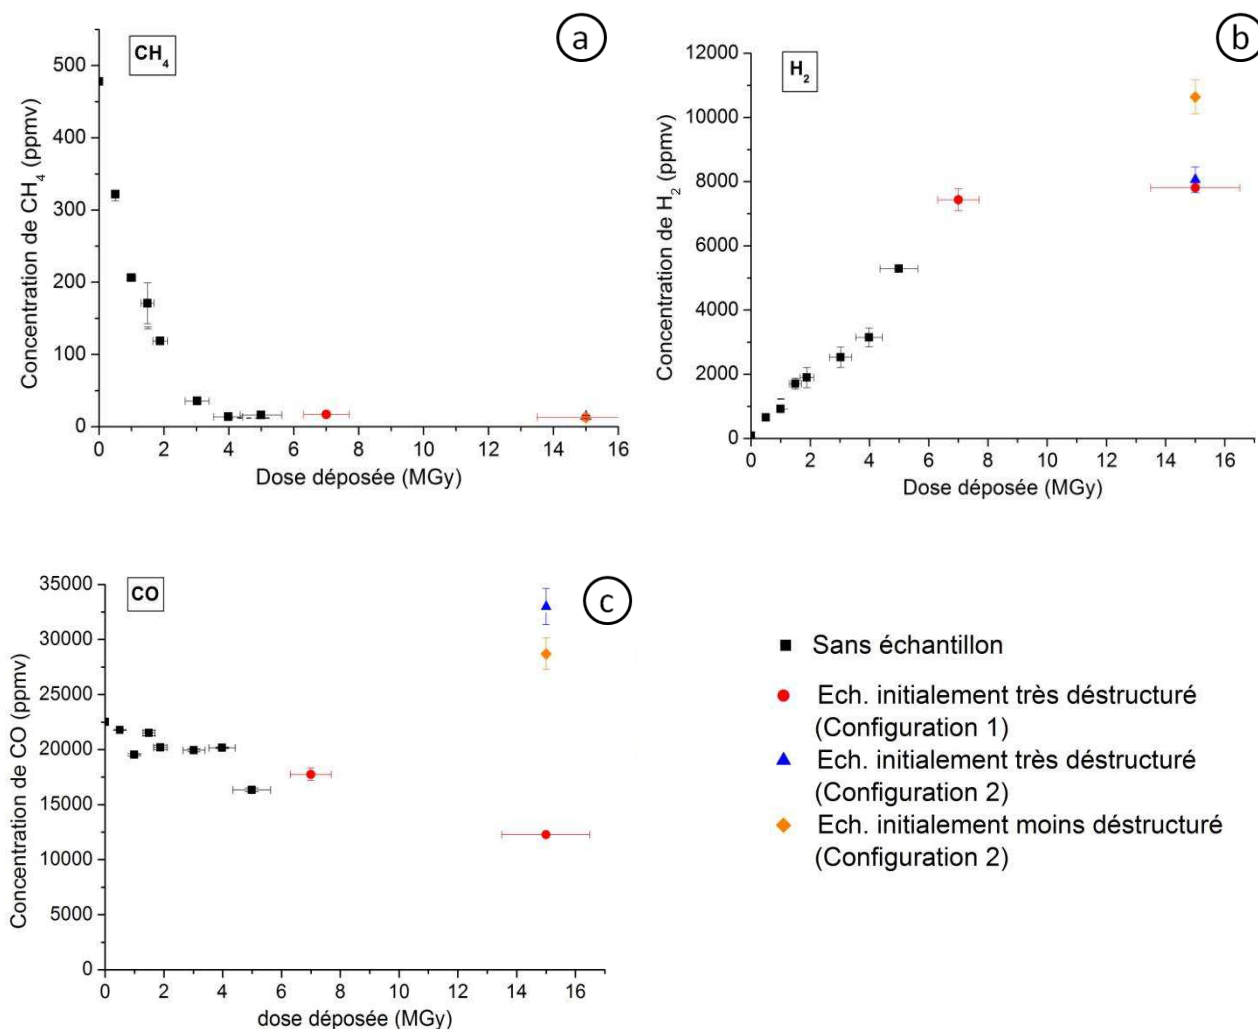 CH₄
a
500
400
300
200
100
0
Concentration de CH₄ (ppmv)
0 2 4 6 8 10 12 14 16
Dose déposée (MGy)
H₂
b
12000
10000
8000
6000
4000
2000
0
Concentration de H₂ (ppmv)
0 2 4 6 8 10 12 14 16
Dose déposée (MGy)
CO
c
35000
30000
25000
20000
15000
10000
5000
0
Concentration de CO (ppmv)
0 2 4 6 8 10 12 14 16
dose déposée (MGy)
Sans échantillon
Ech. initialement très déstructuré
(Configuration 1)
Ech. initialement très déstructuré
(Configuration 2)
Ech. initialement moins déstructuré
(Configuration 2)